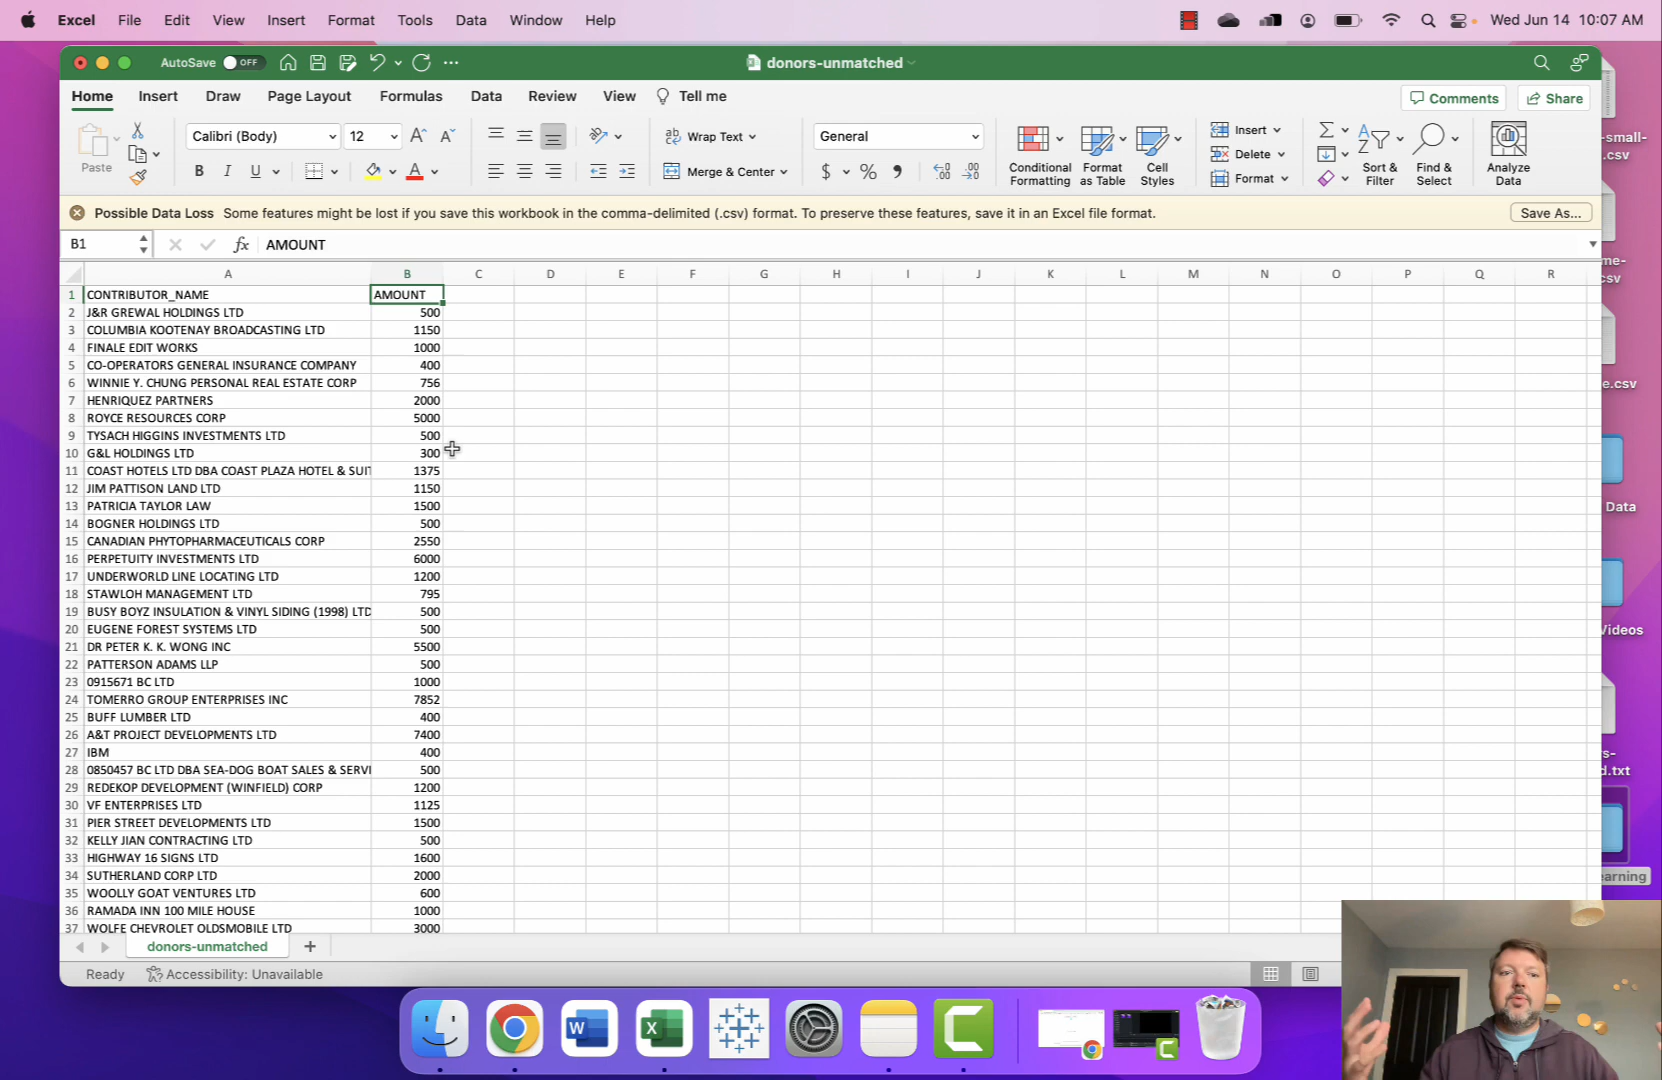 Excel File Edit View Insert Format Tools Data Window Help Wed Jun 14 10:07 AM
AutoSave OFF donors-unmatched
Home Insert Draw Page Layout Formulas Data Review View Tell me Comments Share
Paste Calibri (Body) 12 Wrap Text General Insert
B I U Merge & Center $ % Conditional Formatting Format as Table Cell Styles Delete Format Sort & Filter Find & Select Analyze Data
Possible Data Loss Some features might be lost if you save this workbook in the comma-delimited (.csv) format. To preserve these features, save it in an Excel file format. Save As...
B1 fx AMOUNT
A B C D E F G H I J K L M N O P Q R
1 CONTRIBUTOR_NAME AMOUNT
2 J&R GREWAL HOLDINGS LTD 500
3 COLUMBIA KOOTENAY BROADCASTING LTD 1150
4 FINALE EDIT WORKS 1000
5 CO-OPERATORS GENERAL INSURANCE COMPANY 400
6 WINNIE Y. CHUNG PERSONAL REAL ESTATE CORP 756
7 HENRIQUEZ PARTNERS 2000
8 ROYCE RESOURCES CORP 5000
9 TYSACH HIGGINS INVESTMENTS LTD 500
10 G&L HOLDINGS LTD 300
11 COAST HOTELS LTD DBA COAST PLAZA HOTEL & SUIT 1375
12 JIM PATTISON LAND LTD 1150
13 PATRICIA TAYLOR LAW 1500
14 BOGNER HOLDINGS LTD 500
15 CANADIAN PHYTOPHARMACEUTICALS CORP 2550
16 PERPETUITY INVESTMENTS LTD 6000
17 UNDERWORLD LINE LOCATING LTD 1200
18 STAWLOH MANAGEMENT LTD 795
19 BUSY BOYZ INSULATION & VINYL SIDING (1998) LTD 500
20 EUGENE FOREST SYSTEMS LTD 500
21 DR PETER K. K. WONG INC 5500
22 PATTERSON ADAMS LLP 500
23 0915671 BC LTD 1000
24 TOMERRO GROUP ENTERPRISES INC 7852
25 BUFF LUMBER LTD 400
26 A&T PROJECT DEVELOPMENTS LTD 7400
27 IBM 400
28 0850457 BC LTD DBA SEA-DOG BOAT SALES & SERVI 500
29 REDEKOP DEVELOPMENT (WINFIELD) CORP 1200
30 VF ENTERPRISES LTD 1125
31 PIER STREET DEVELOPMENTS LTD 1500
32 KELLY JIAN CONTRACTING LTD 500
33 HIGHWAY 16 SIGNS LTD 1600
34 SUTHERLAND CORP LTD 2000
35 WOOLLY GOAT VENTURES LTD 600
36 RAMADA INN 100 MILE HOUSE 1000
37 WOLFE CHEVROLET OLDSMOBILE LTD 3000
donors-unmatched
Ready Accessibility: Unavailable
-small-
.csv
me-
csv
e.csv
Data
Videos
s-
d.txt
earning